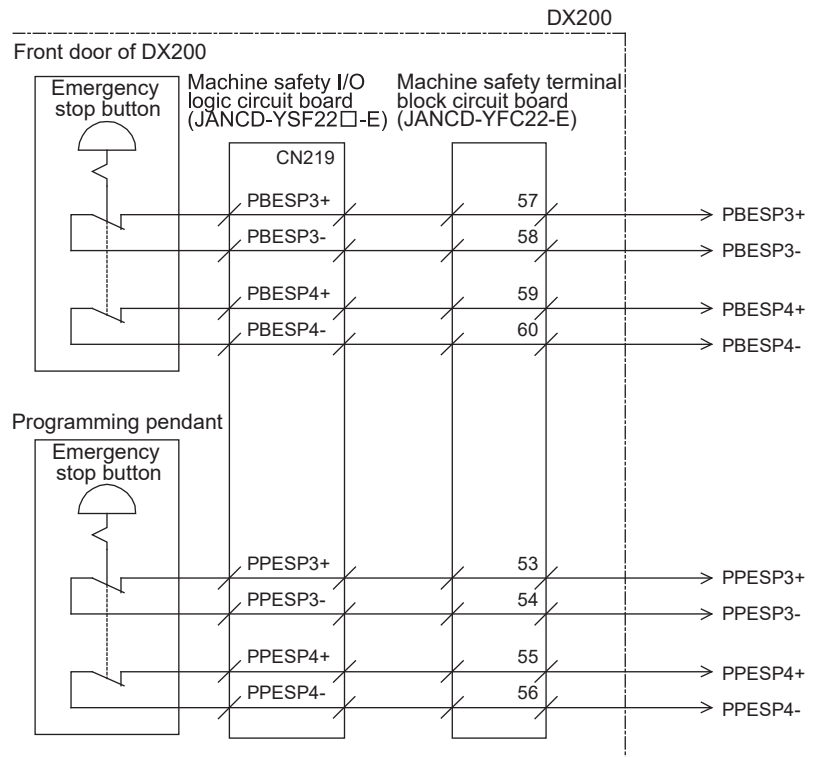 DX200
Front door of DX200
Emergency
stop button
Machine safety I/O
logic circuit board
(JANCD-YSF22□-E)
Machine safety terminal
block circuit board
(JANCD-YFC22-E)
CN219
PBESP3+ 57 PBESP3+
PBESP3- 58 PBESP3-
PBESP4+ 59 PBESP4+
PBESP4- 60 PBESP4-
Programming pendant
Emergency
stop button
PPESP3+ 53 PPESP3+
PPESP3- 54 PPESP3-
PPESP4+ 55 PPESP4+
PPESP4- 56 PPESP4-